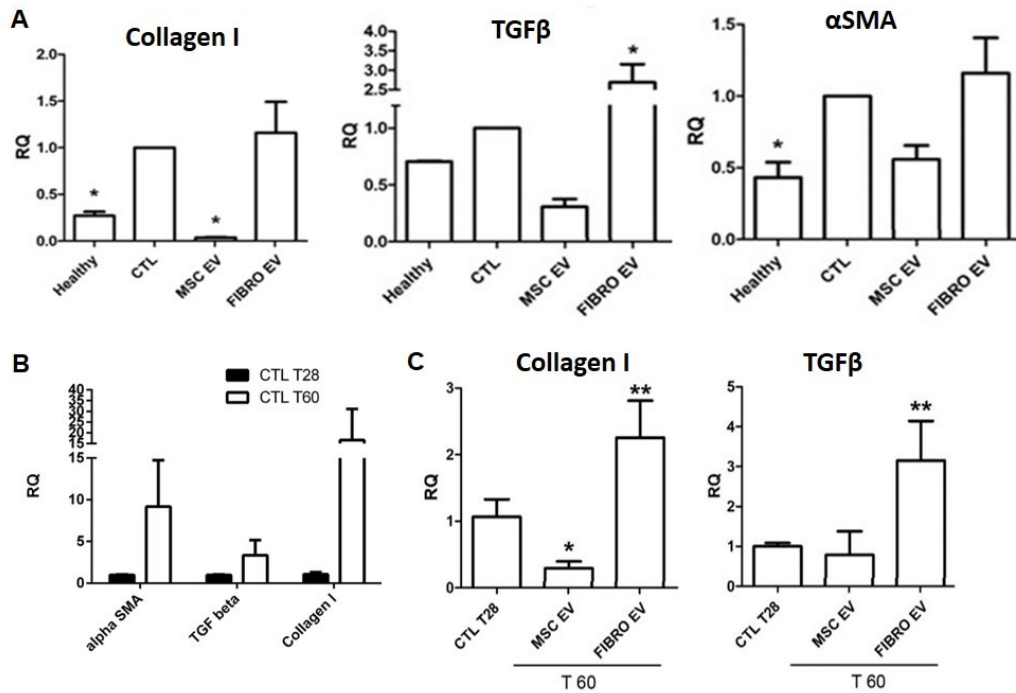 A
Collagen I
RQ
2.0
1.5
1.0
0.5
0.0
*
*
Healthy
CTL
MSC EV
FIBRO EV
TGFβ
RQ
4.0
3.5
3.0
2.5
1.0
0.5
0.0
*
Healthy
CTL
MSC EV
FIBRO EV
αSMA
RQ
1.5
1.0
0.5
0.0
*
Healthy
CTL
MSC EV
FIBRO EV
B
CTL T28
CTL T60
RQ
40
35
30
25
20
15
15
10
5
0
alpha SMA
TGF beta
Collagen I
C
Collagen I
RQ
3
2
1
0
*
**
CTL T28
MSC EV
FIBRO EV
T 60
TGFβ
RQ
5
4
3
2
1
0
**
CTL T28
MSC EV
FIBRO EV
T 60